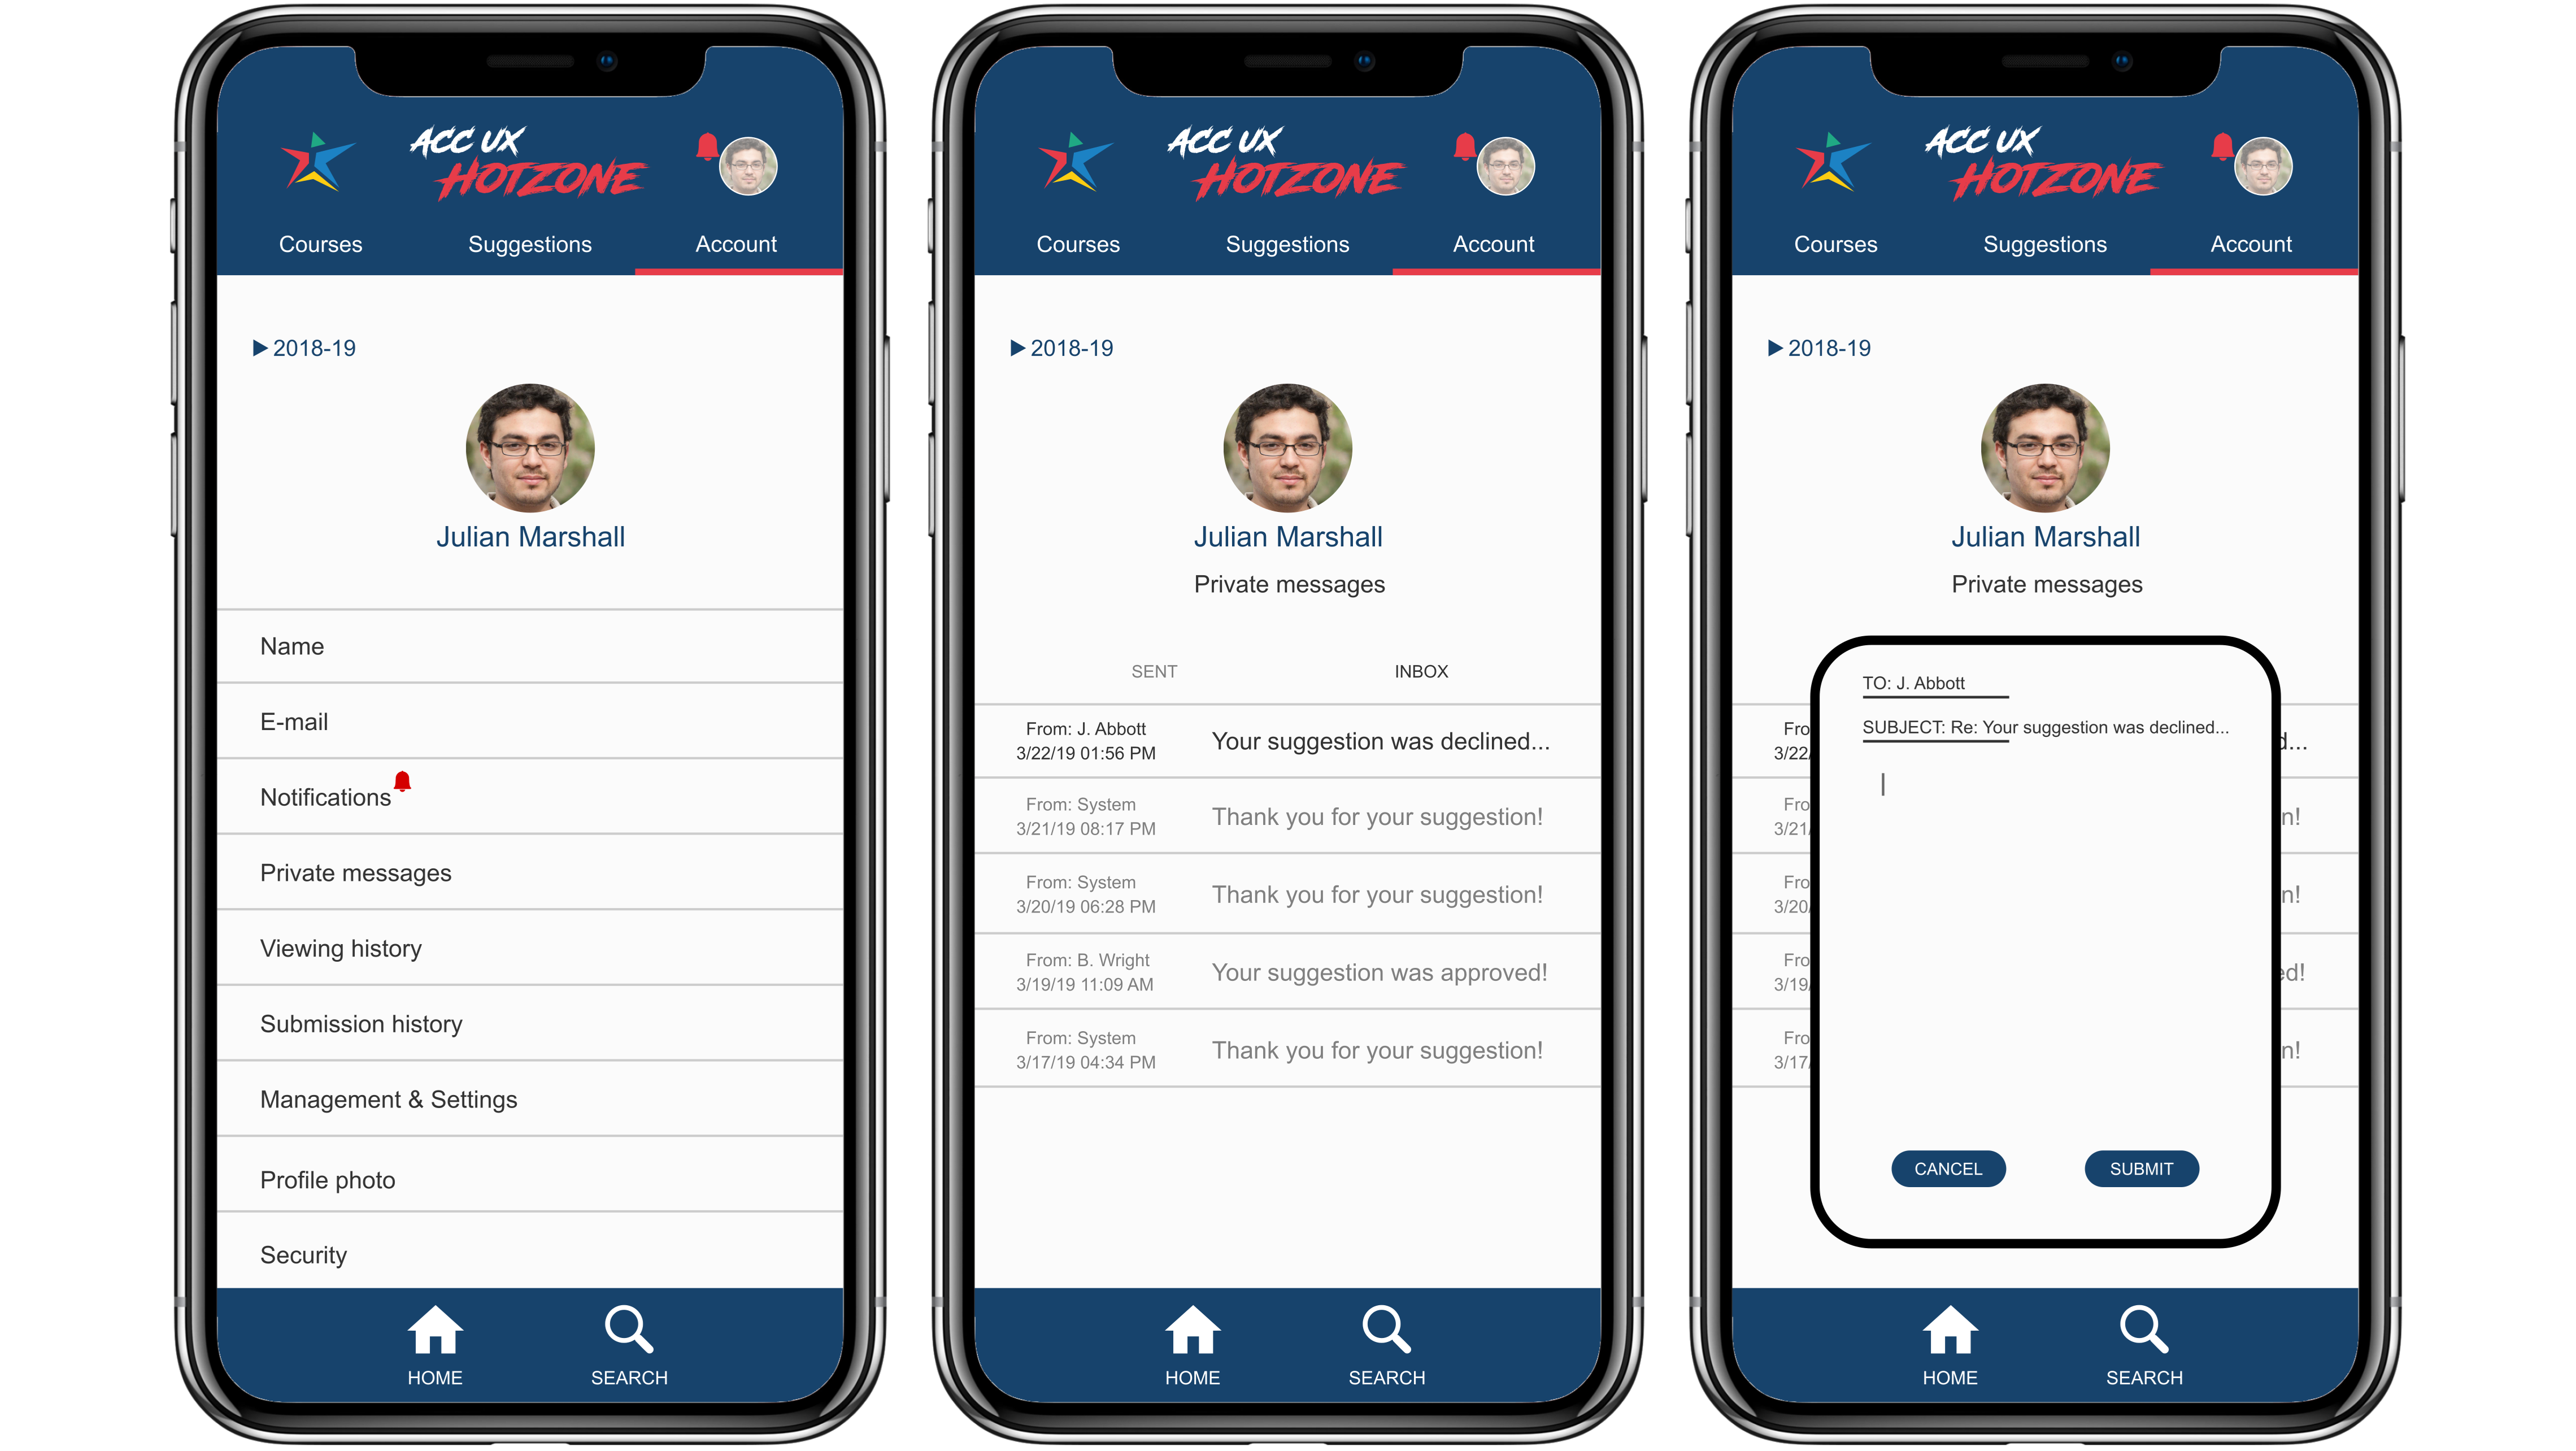 ACC UX
HOTZONE
Courses Suggestions Account
2018-19
Julian Marshall
Name
E-mail
Notifications
Private messages
Viewing history
Submission history
Management & Settings
Profile photo
Security
HOME SEARCH
ACC UX
HOTZONE
Courses Suggestions Account
2018-19
Julian Marshall
Private messages
SENT INBOX
From: J. Abbott
3/22/19 01:56 PM
Your suggestion was declined...
From: System
3/21/19 08:17 PM
Thank you for your suggestion!
From: System
3/20/19 06:28 PM
Thank you for your suggestion!
From: B. Wright
3/19/19 11:09 AM
Your suggestion was approved!
From: System
3/17/19 04:34 PM
Thank you for your suggestion!
HOME SEARCH
ACC UX
HOTZONE
Courses Suggestions Account
2018-19
Julian Marshall
Private messages
TO: J. Abbott
SUBJECT: Re: Your suggestion was declined...
Fro
3/22/
d...
Fro
3/21/
n!
Fro
3/20/
n!
Fro
3/19/
ed!
Fro
3/17/
n!
CANCEL SUBMIT
HOME SEARCH